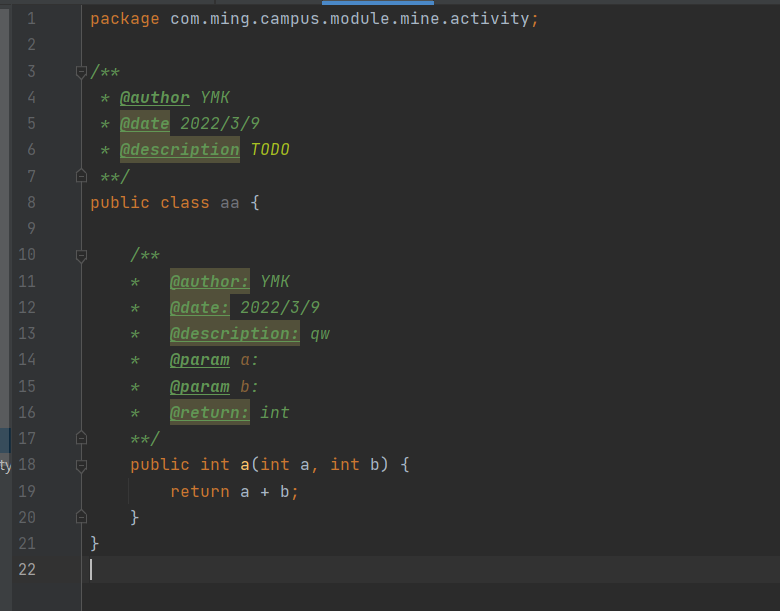 1 package com.ming.campus.module.mine.activity;
2
3 /**
4 * @author YMK
5 * @date 2022/3/9
6 * @description TODO
7 **/
8 public class aa {
9
10 /**
11 * @author: YMK
12 * @date: 2022/3/9
13 * @description: qw
14 * @param a:
15 * @param b:
16 * @return: int
17 **/
ty 18 public int a(int a, int b) {
19 return a + b;
20 }
21 }
22